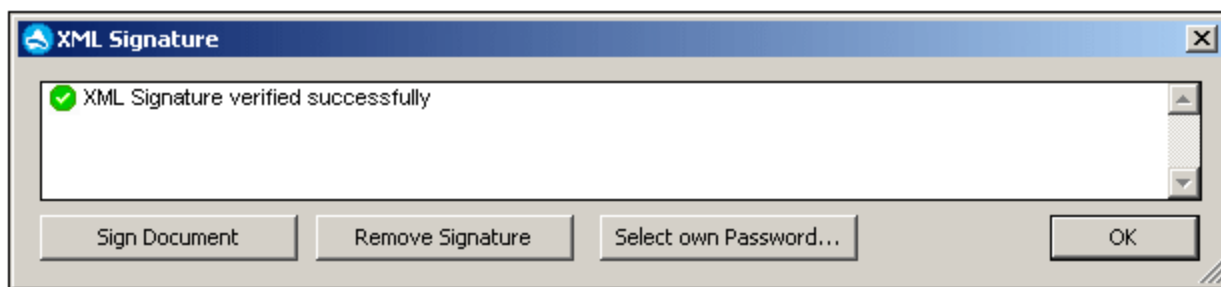 XML Signature
XML Signature verified successfully
Sign Document
Remove Signature
Select own Password...
OK